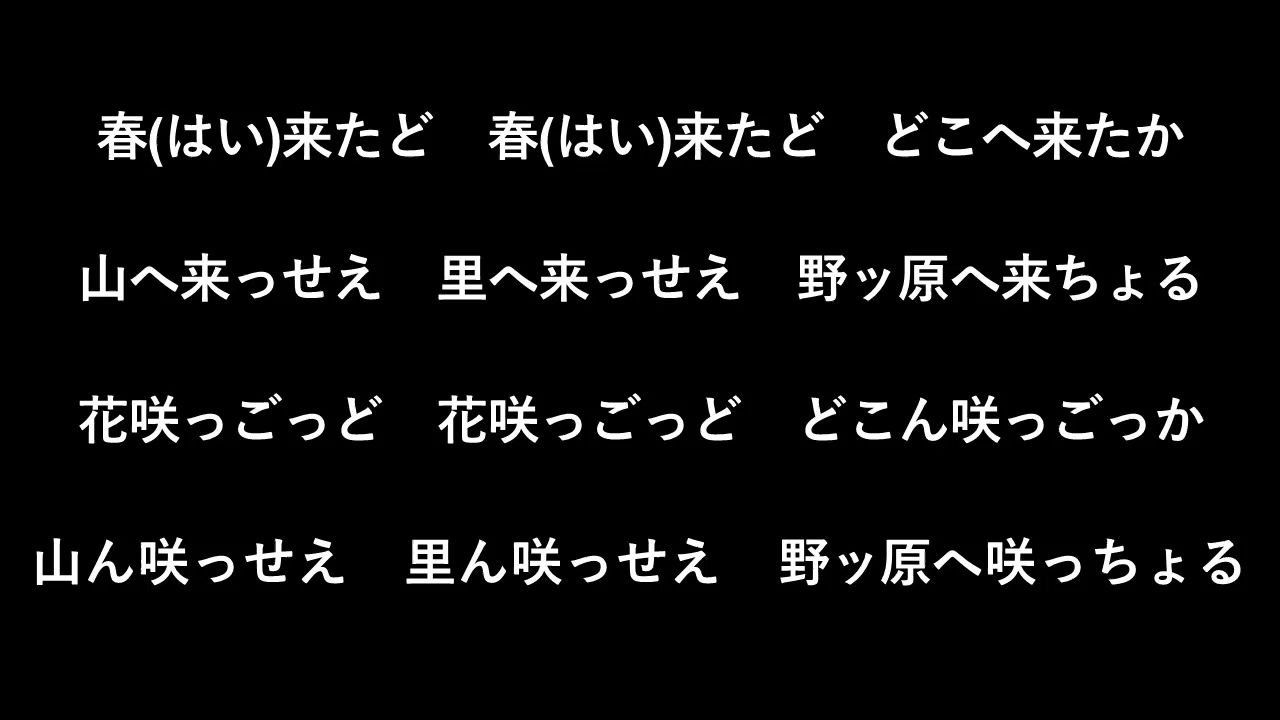 春(はい)来たど　春(はい)来たど　どこへ来たか
山へ来っせえ　里へ来っせえ　野ッ原へ来ちょる
花咲っごっど　花咲っごっど　どこん咲っごっか
山ん咲っせえ　里ん咲っせえ　野ッ原へ咲っちょる